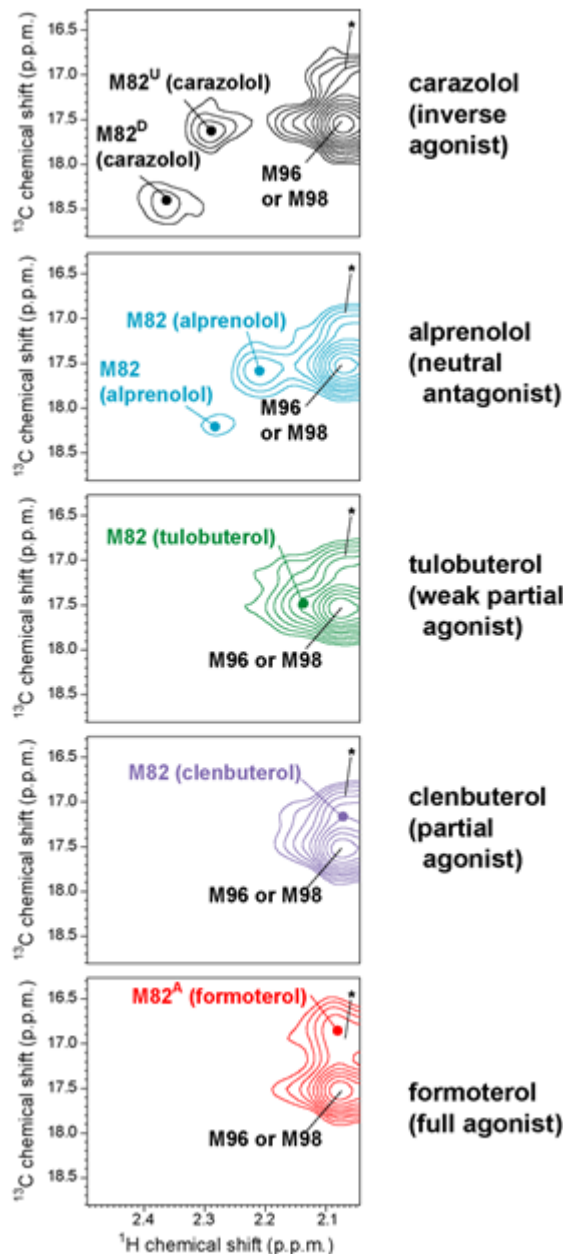 16.5
17.0
17.5
18.0
18.5
¹³C chemical shift (p.p.m.)
*
M82ᵁ (carazolol)
M82ᴰ
(carazolol)
M96
or M98
carazolol
(inverse
agonist)
16.5
17.0
17.5
18.0
18.5
¹³C chemical shift (p.p.m.)
*
M82 (alprenolol)
M82
(alprenolol)
M96
or M98
alprenolol
(neutral
antagonist)
16.5
17.0
17.5
18.0
18.5
¹³C chemical shift (p.p.m.)
*
M82 (tulobuterol)
M96 or M98
tulobuterol
(weak partial
agonist)
16.5
17.0
17.5
18.0
18.5
¹³C chemical shift (p.p.m.)
*
M82 (clenbuterol)
M96 or M98
clenbuterol
(partial
agonist)
16.5
17.0
17.5
18.0
18.5
¹³C chemical shift (p.p.m.)
*
M82ᴬ (formoterol)
M96 or M98
formoterol
(full agonist)
2.4 2.3 2.2 2.1
¹H chemical shift (p.p.m.)